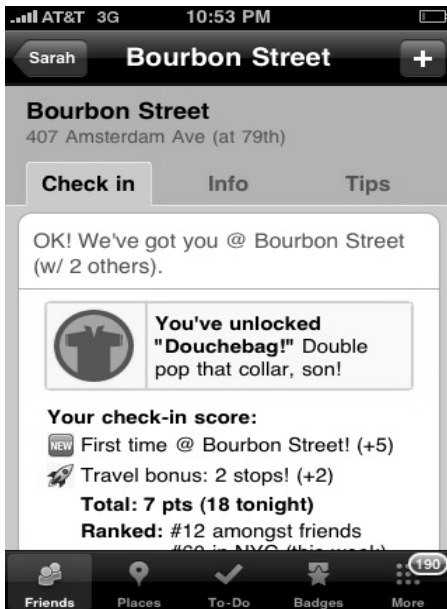 AT&T 3G 10:53 PM
Sarah Bourbon Street +
Bourbon Street
407 Amsterdam Ave (at 79th)
Check in Info Tips
OK! We've got you @ Bourbon Street
(w/ 2 others).
You've unlocked
"Douchebag!" Double
pop that collar, son!
Your check-in score:
NEW First time @ Bourbon Street! (+5)
Travel bonus: 2 stops! (+2)
Total: 7 pts (18 tonight)
Ranked: #12 amongst friends
190
Friends Places To-Do Badges More